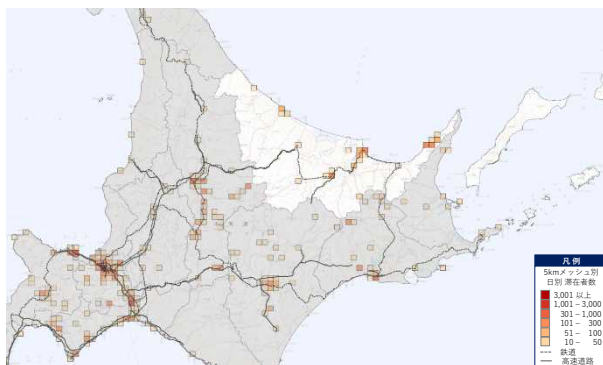 凡 例
5kmメッシュ別
日別 滞在者数
3,001 以上
1,001 – 3,000
301 – 1,000
101 – 300
51 – 100
10 – 50
鉄道
高速道路